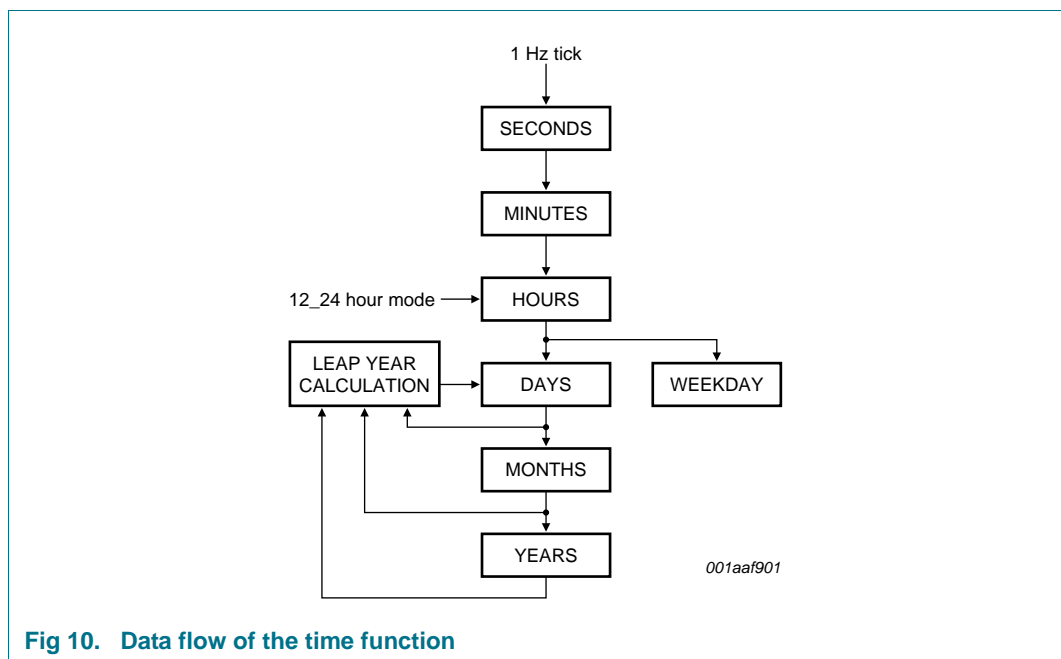 1 Hz tick
SECONDS
MINUTES
12_24 hour mode
HOURS
LEAP YEAR
CALCULATION
DAYS
WEEKDAY
MONTHS
YEARS
001aaf901
Fig 10. Data flow of the time function